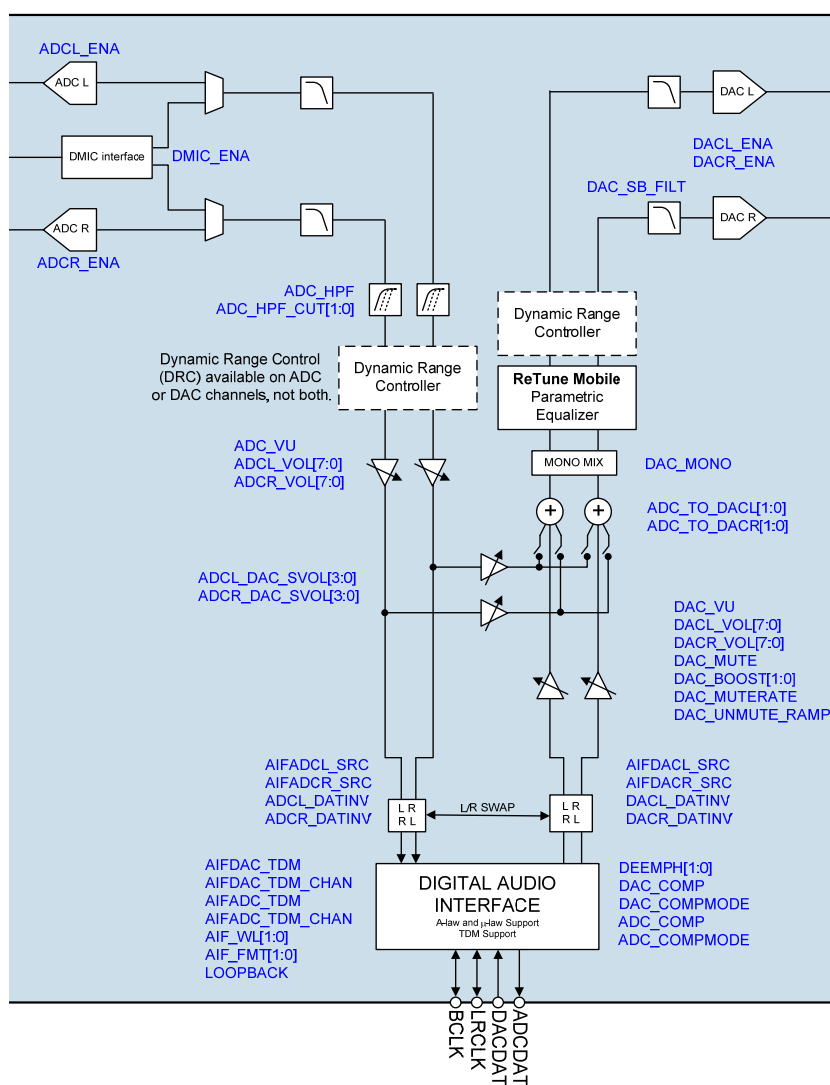 ADCL_ENA
ADC L
DAC L
DMIC interface
DMIC_ENA
DACL_ENA
DACR_ENA
DAC_SB_FILT
ADC R
DAC R
ADCR_ENA
ADC_HPF
ADC_HPF_CUT[1:0]
Dynamic Range
Controller
Dynamic Range Control
(DRC) available on ADC
or DAC channels, not both.
Dynamic Range
Controller
ReTune Mobile
Parametric
Equalizer
ADC_VU
ADCL_VOL[7:0]
ADCR_VOL[7:0]
MONO MIX
DAC_MONO
+
+
ADC_TO_DACL[1:0]
ADC_TO_DACR[1:0]
ADCL_DAC_SVOL[3:0]
ADCR_DAC_SVOL[3:0]
DAC_VU
DACL_VOL[7:0]
DACR_VOL[7:0]
DAC_MUTE
DAC_BOOST[1:0]
DAC_MUTERATE
DAC_UNMUTE_RAMP
AIFADCL_SRC
AIFADCR_SRC
ADCL_DATINV
ADCR_DATINV
L R
R L
L/R SWAP
L R
R L
AIFDACL_SRC
AIFDACR_SRC
DACL_DATINV
DACR_DATINV
AIFDAC_TDM
AIFDAC_TDM_CHAN
AIFADC_TDM
AIFADC_TDM_CHAN
AIF_WL[1:0]
AIF_FMT[1:0]
LOOPBACK
DIGITAL AUDIO
INTERFACE
A-law and µ-law Support
TDM Support
DEEMPH[1:0]
DAC_COMP
DAC_COMPMODE
ADC_COMP
ADC_COMPMODE
BCLK
LRCLK
DACDAT
ADCDAT